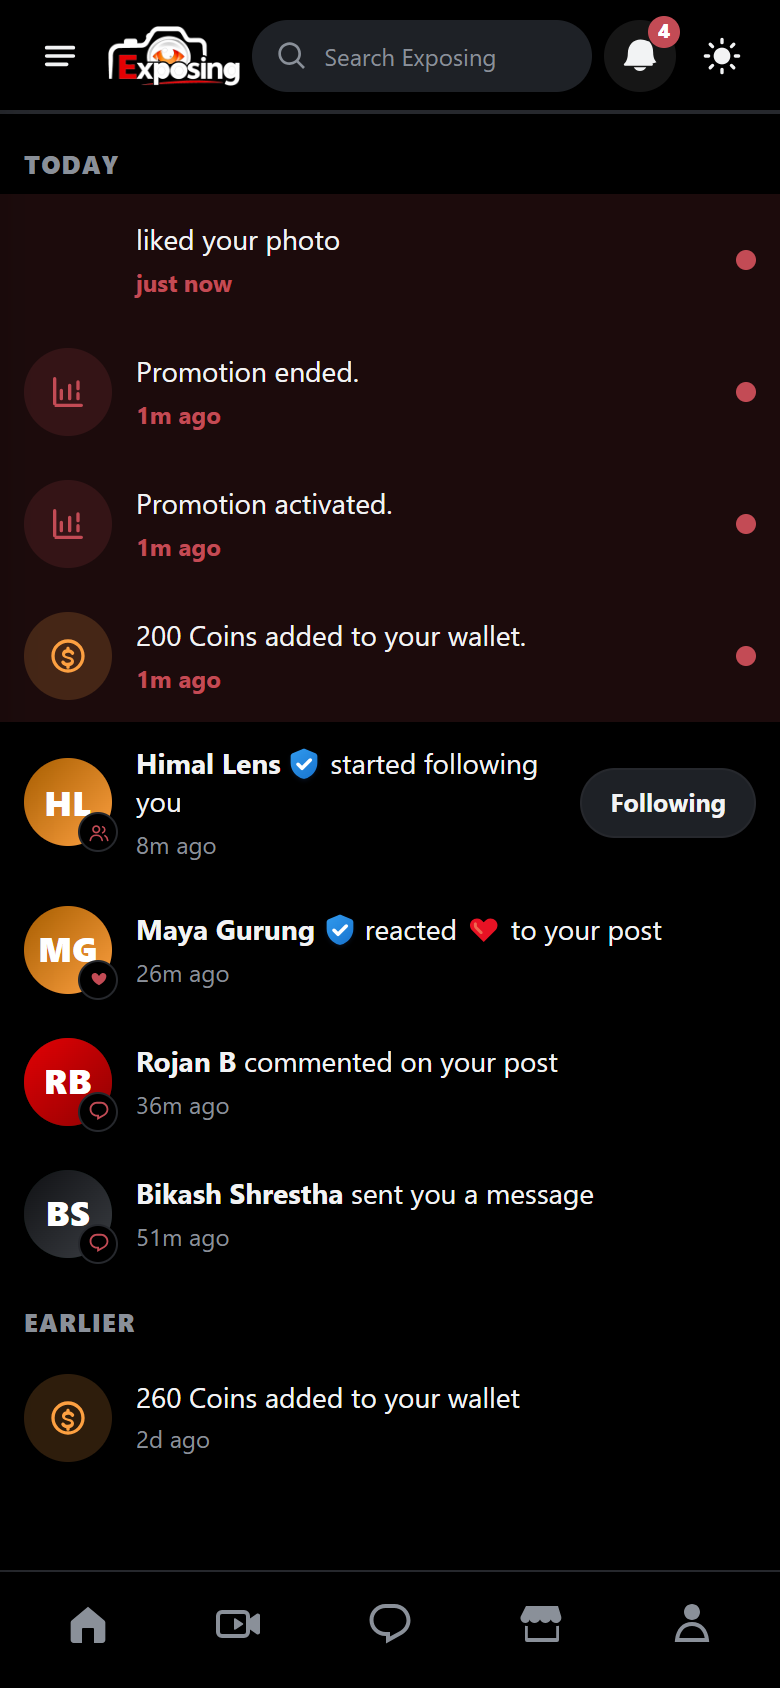 Exposing
Search Exposing
4
TODAY
liked your photo
just now
Promotion ended.
1m ago
Promotion activated.
1m ago
200 Coins added to your wallet.
1m ago
HL
Himal Lens started following
you
8m ago
Following
MG
Maya Gurung reacted ❤ to your post
26m ago
RB
Rojan B commented on your post
36m ago
BS
Bikash Shrestha sent you a message
51m ago
EARLIER
260 Coins added to your wallet
2d ago